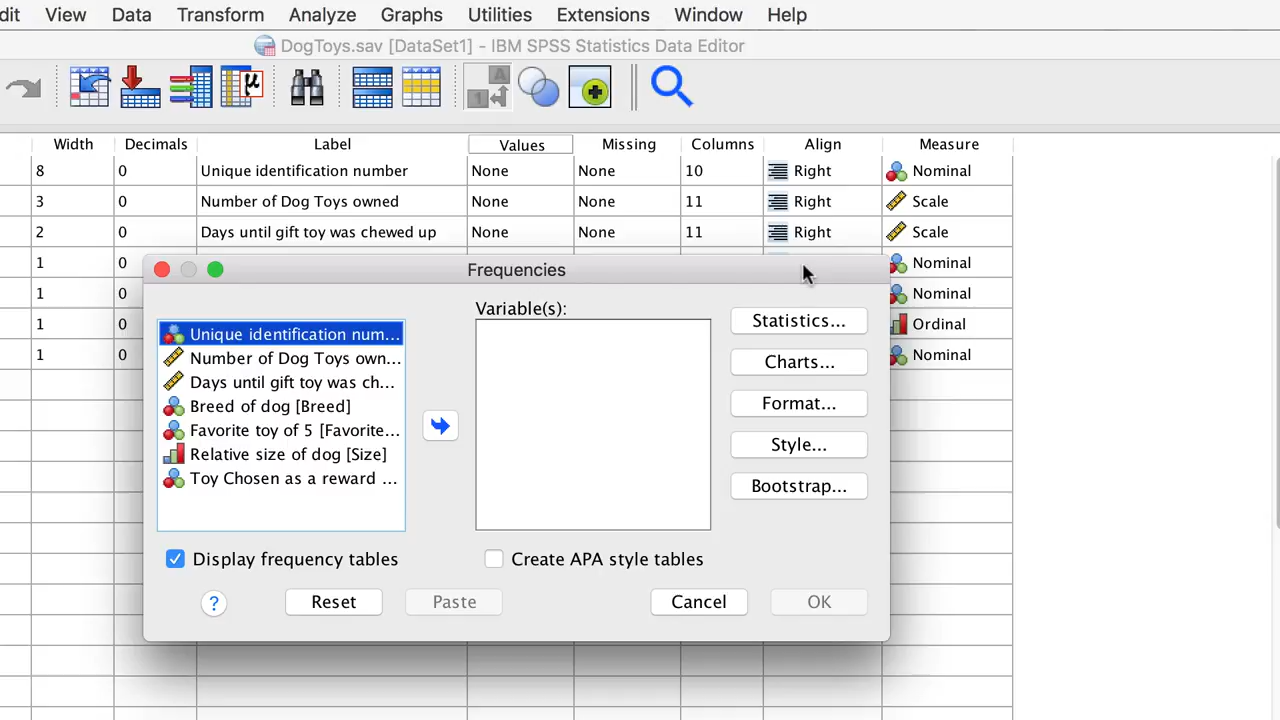 dit View Data Transform Analyze Graphs Utilities Extensions Window Help
DogToys.sav [DataSet1] - IBM SPSS Statistics Data Editor
Width Decimals Label Values Missing Columns Align Measure
8 0 Unique identification number None None 10 Right Nominal
3 0 Number of Dog Toys owned None None 11 Right Scale
2 0 Days until gift toy was chewed up None None 11 Right Scale
1 0 Nominal
1 0 Nominal
1 0 Ordinal
1 0 Nominal
Frequencies
Variable(s):
Unique identification num...
Number of Dog Toys own...
Days until gift toy was ch...
Breed of dog [Breed]
Favorite toy of 5 [Favorite...
Relative size of dog [Size]
Toy Chosen as a reward ...
Statistics...
Charts...
Format...
Style...
Bootstrap...
Display frequency tables Create APA style tables
? Reset Paste Cancel OK